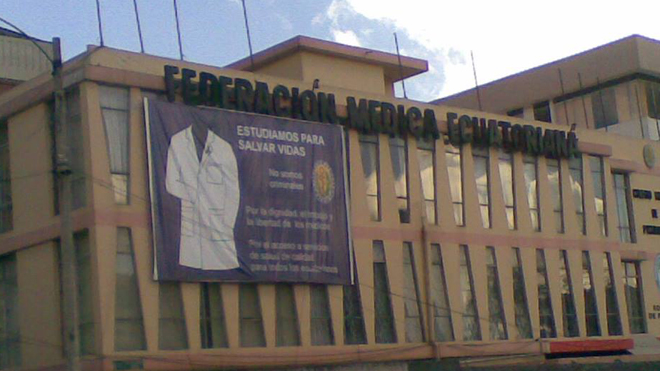 FEDERACIÓN MEDICA ECUATORIANA
ESTUDIAMOS PARA
SALVAR VIDAS
No somos
criminales
Por la dignidad, el trabajo y
la libertad de los médicos
Por el acceso a servicios
de salud de calidad
para todos los ecuatorianos